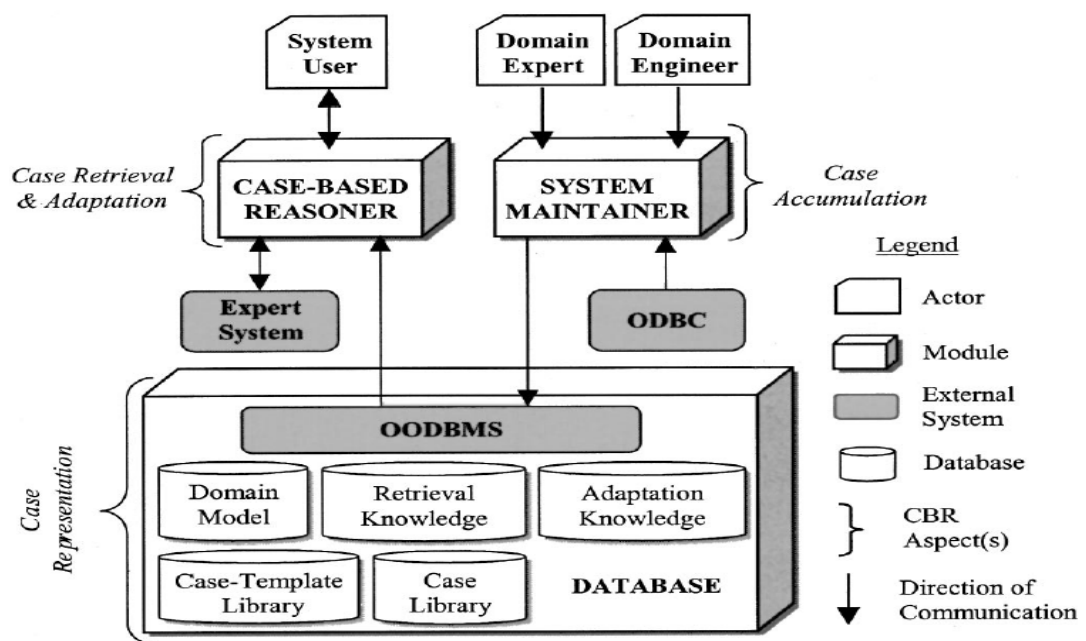 System
User
Domain
Expert
Domain
Engineer
Case Retrieval
& Adaptation
CASE-BASED
REASONER
SYSTEM
MAINTAINER
Case
Accumulation
Expert
System
ODBC
OODBMS
Domain
Model
Retrieval
Knowledge
Adaptation
Knowledge
Case-Template
Library
Case
Library
DATABASE
Case
Representation
Legend
Actor
Module
External
System
Database
CBR
Aspect(s)
Direction of
Communication